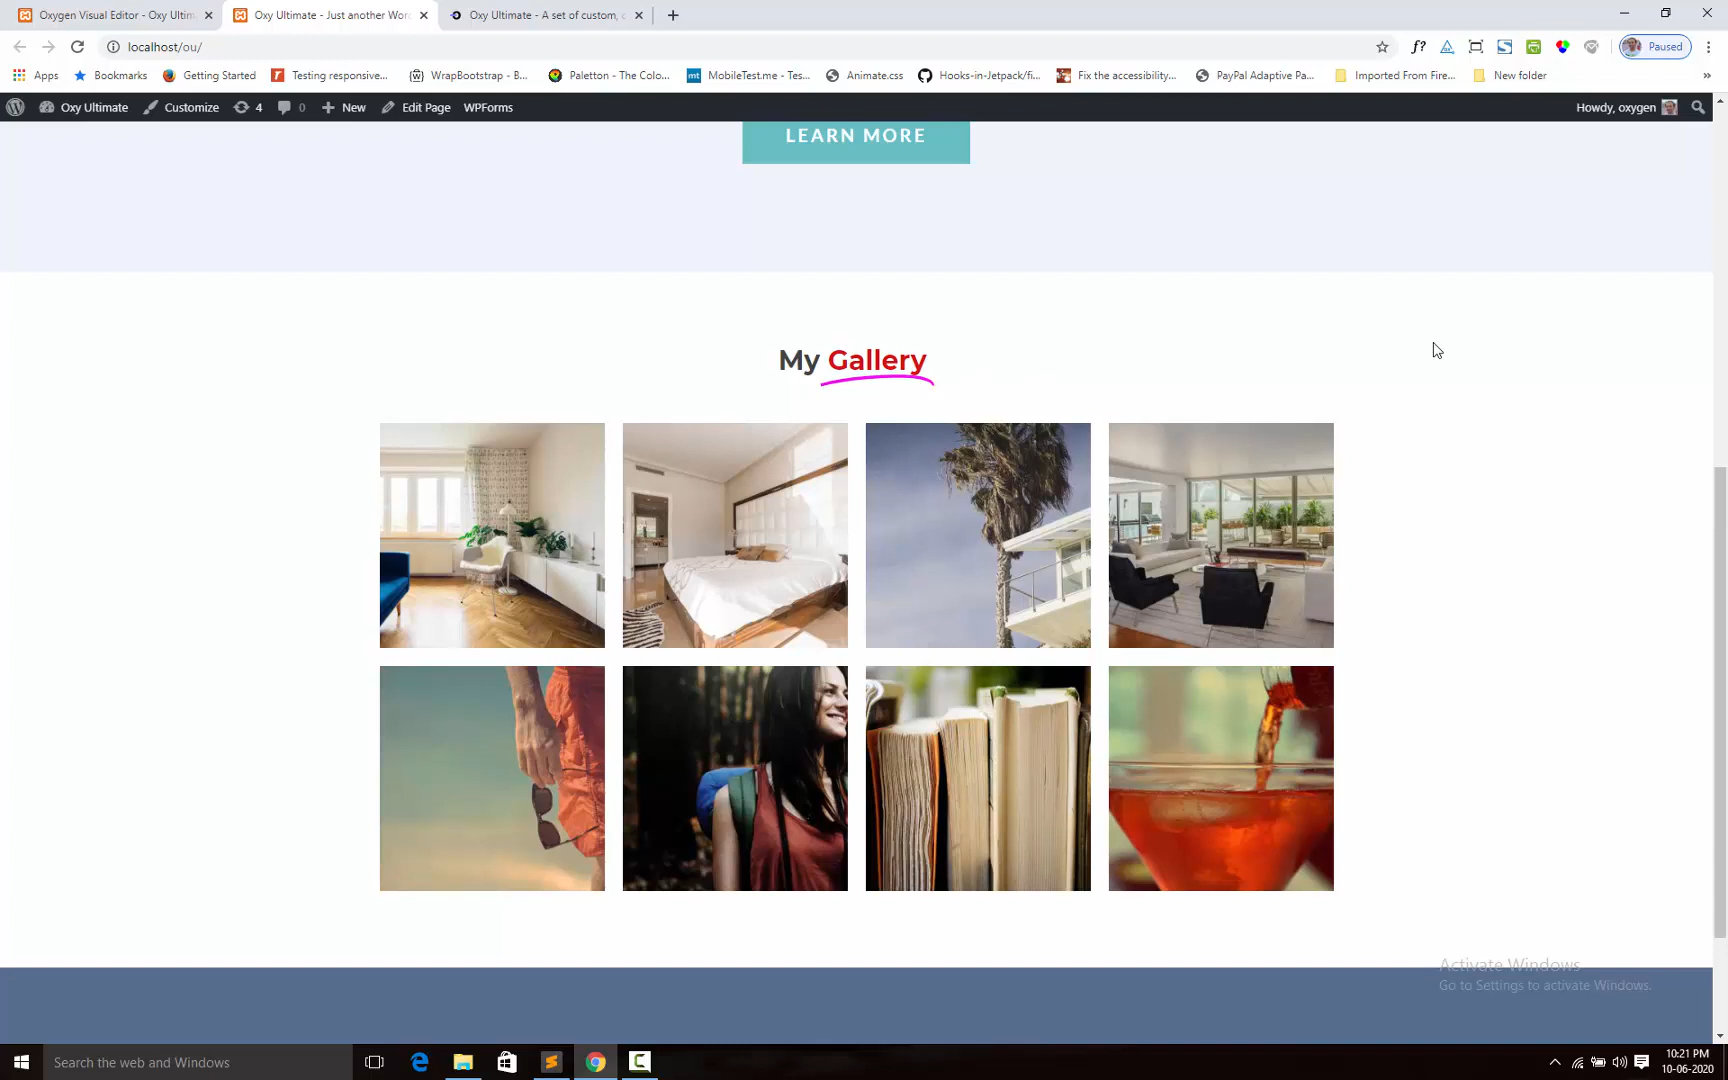 Oxygen Visual Editor - Oxy Ultim
Oxy Ultimate - Just another Wor
Oxy Ultimate - A set of custom, c
localhost/ou/
f?
Paused
Apps
Bookmarks
Getting Started
Testing responsive...
WrapBootstrap - B...
Paletton - The Colo...
mt
MobileTest.me - Tes...
Animate.css
Hooks-in-Jetpack/fi...
Fix the accessibility...
PayPal Adaptive Pa...
Imported From Fire...
New folder
»
Oxy Ultimate
Customize
4
0
New
Edit Page
WPForms
Howdy, oxygen
LEARN MORE
My Gallery
Activate Windows
Go to Settings to activate Windows.
Search the web and Windows
10:21 PM
10-06-2020